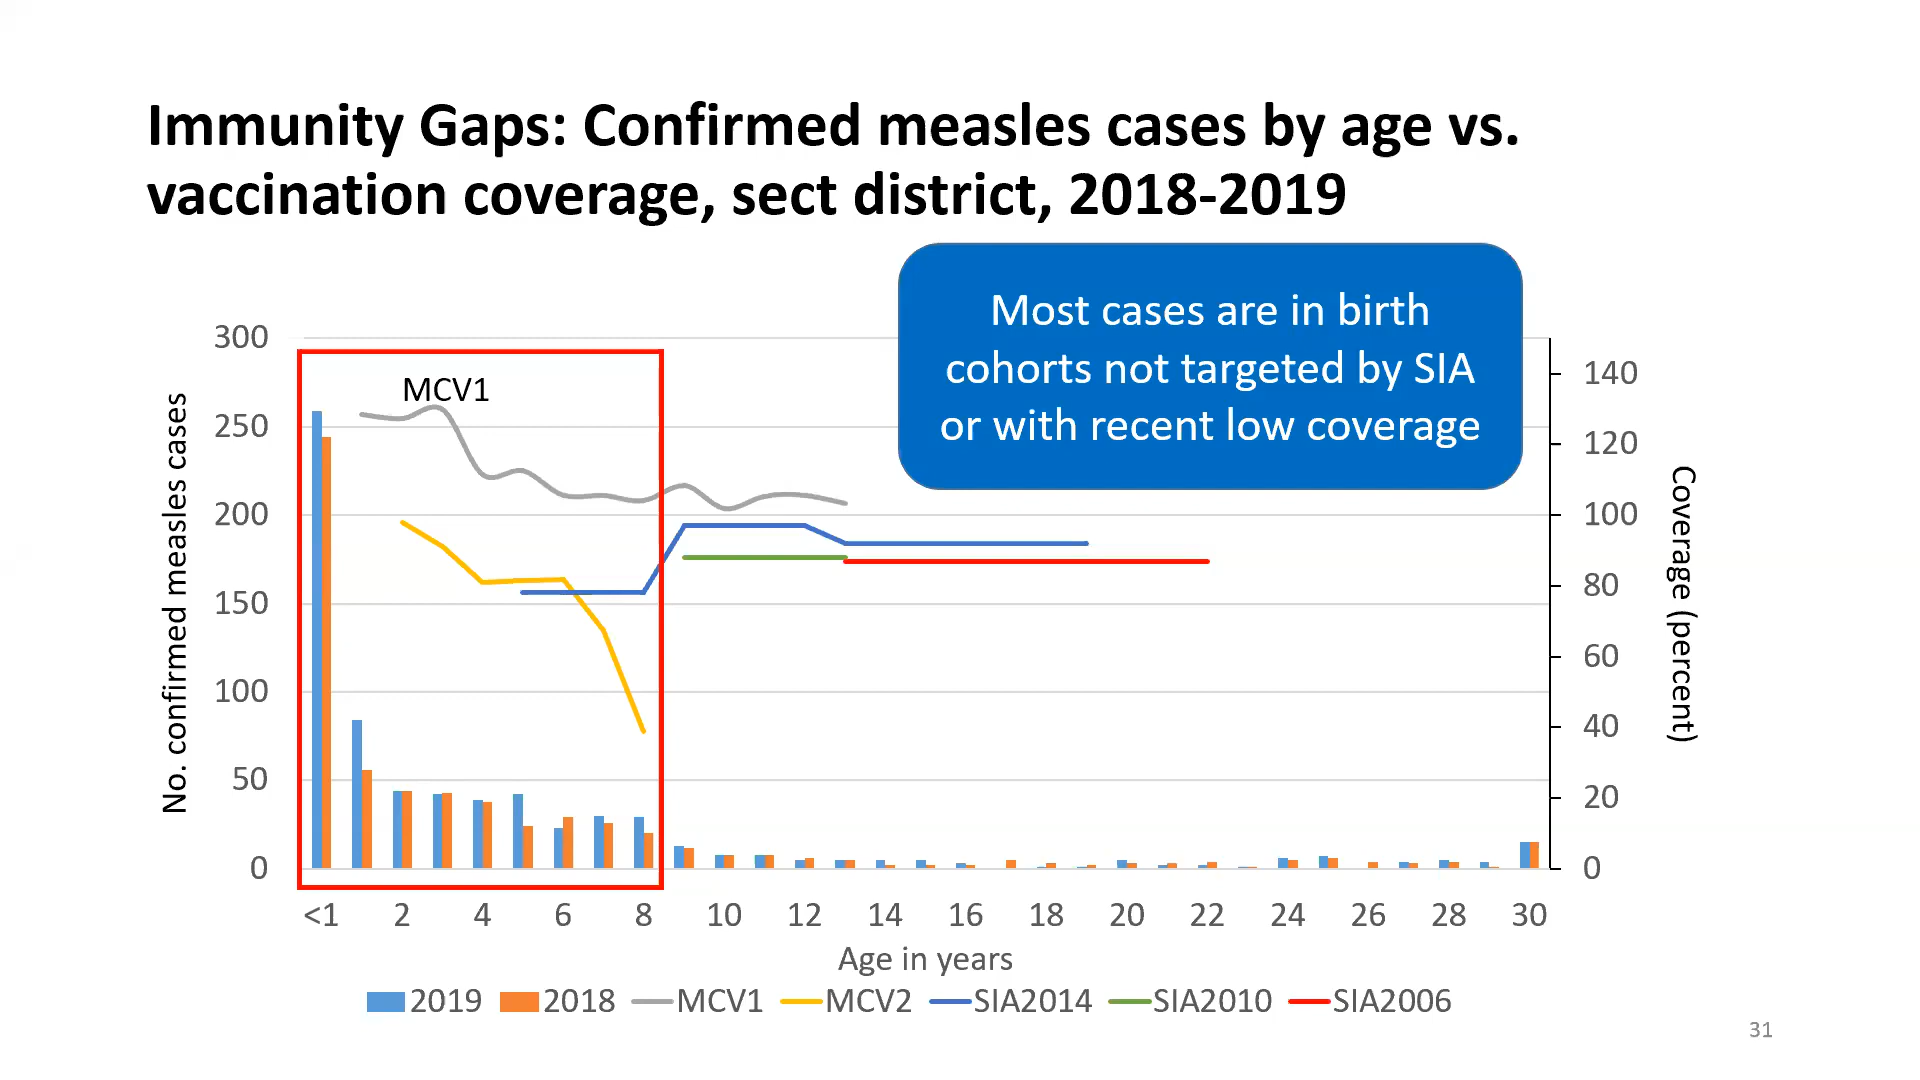 Immunity Gaps: Confirmed measles cases by age vs.
vaccination coverage, sect district, 2018-2019
Most cases are in birth
cohorts not targeted by SIA
or with recent low coverage
No. confirmed measles cases
300
250
200
150
100
50
0
MCV1
140
120
100
80
60
40
20
0
Coverage (percent)
<1 2 4 6 8 10 12 14 16 18 20 22 24 26 28 30
Age in years
2019 2018 MCV1 MCV2 SIA2014 SIA2010 SIA2006
31